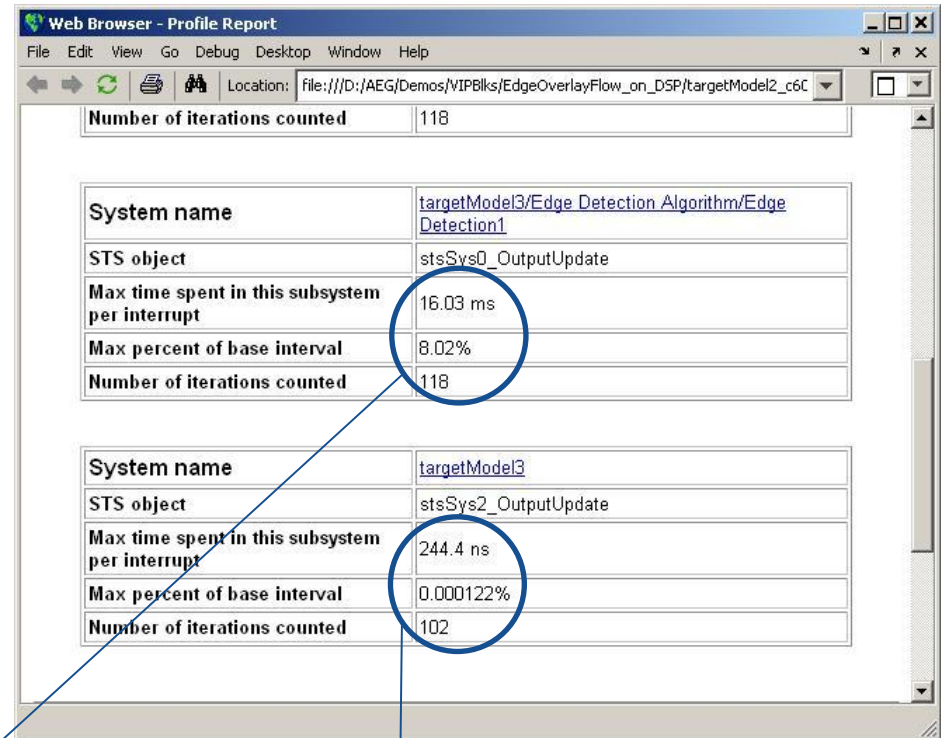 Web Browser - Profile Report
File Edit View Go Debug Desktop Window Help
Location: file:///D:/AEG/Demos/VIPBlks/EdgeOverlayFlow_on_DSP/targetModel2_c6C
Number of iterations counted 118
System name targetModel3/Edge Detection Algorithm/Edge
Detection1
STS object stsSys0_OutputUpdate
Max time spent in this subsystem
per interrupt 16.03 ms
Max percent of base interval 8.02%
Number of iterations counted 118
System name targetModel3
STS object stsSys2_OutputUpdate
Max time spent in this subsystem
per interrupt 244.4 ns
Max percent of base interval 0.000122%
Number of iterations counted 102